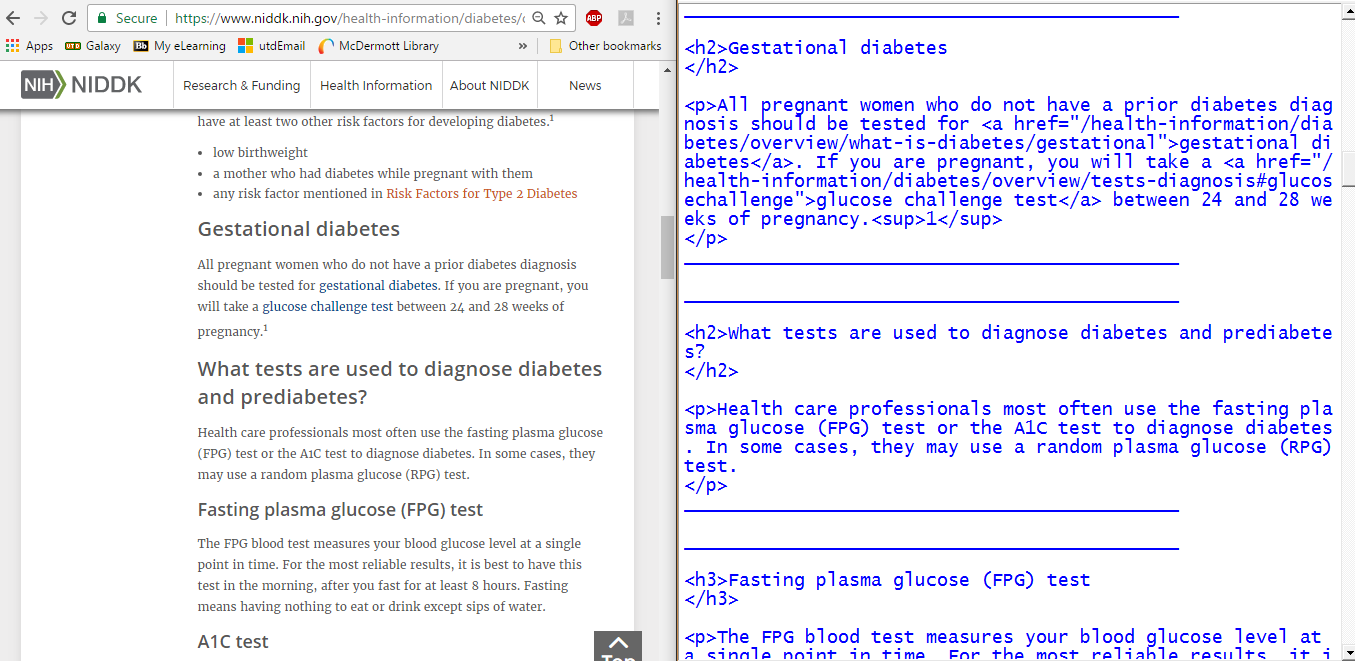 Secure
https://www.niddk.nih.gov/health-information/diabetes/
ABP
Apps
UTD
Galaxy
Bb
My eLearning
utdEmail
McDermott Library
»
Other bookmarks
NIH
NIDDK
Research & Funding
Health Information
About NIDDK
News
have at least two other risk factors for developing diabetes.1
• low birthweight
• a mother who had diabetes while pregnant with them
• any risk factor mentioned in Risk Factors for Type 2 Diabetes
Gestational diabetes
All pregnant women who do not have a prior diabetes diagnosis
should be tested for gestational diabetes. If you are pregnant, you
will take a glucose challenge test between 24 and 28 weeks of
pregnancy.1
What tests are used to diagnose diabetes
and prediabetes?
Health care professionals most often use the fasting plasma glucose
(FPG) test or the A1C test to diagnose diabetes. In some cases, they
may use a random plasma glucose (RPG) test.
Fasting plasma glucose (FPG) test
The FPG blood test measures your blood glucose level at a single
point in time. For the most reliable results, it is best to have this
test in the morning, after you fast for at least 8 hours. Fasting
means having nothing to eat or drink except sips of water.
A1C test
Top
<h2>Gestational diabetes
</h2>
<p>All pregnant women who do not have a prior diabetes diag
nosis should be tested for <a href="/health-information/dia
betes/overview/what-is-diabetes/gestational">gestational di
abetes</a>. If you are pregnant, you will take a <a href="/
health-information/diabetes/overview/tests-diagnosis#glucos
echallenge">glucose challenge test</a> between 24 and 28 we
eks of pregnancy.<sup>1</sup>
</p>
<h2>What tests are used to diagnose diabetes and prediabete
s?
</h2>
<p>Health care professionals most often use the fasting pla
sma glucose (FPG) test or the A1C test to diagnose diabetes
. In some cases, they may use a random plasma glucose (RPG)
test.
</p>
<h3>Fasting plasma glucose (FPG) test
</h3>
<p>The FPG blood test measures your blood glucose level at
a single point in time. For the most reliable results, it i